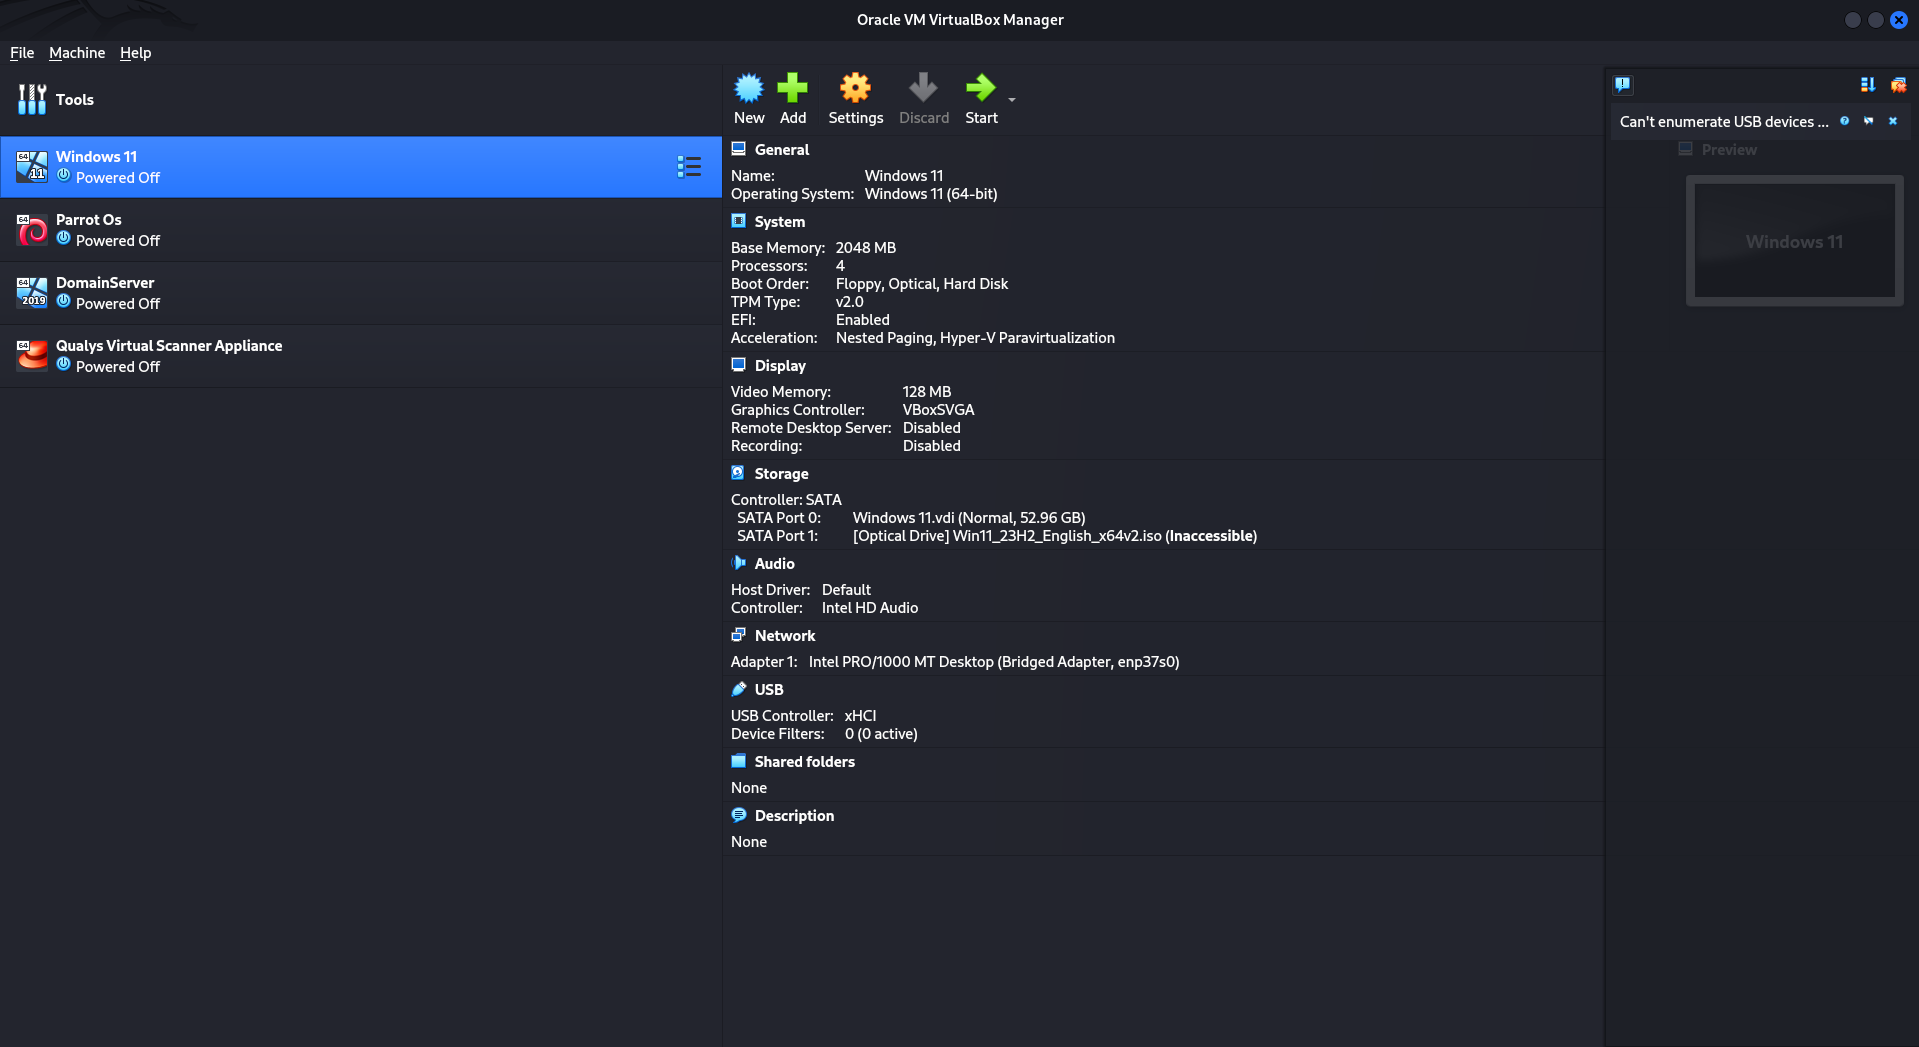 Oracle VM VirtualBox Manager
File Machine Help
Tools
64 11 Windows 11
Powered Off
64 Parrot Os
Powered Off
64 2019 DomainServer
Powered Off
64 Qualys Virtual Scanner Appliance
Powered Off
New Add Settings Discard Start
General
Name: Windows 11
Operating System: Windows 11 (64-bit)
System
Base Memory: 2048 MB
Processors: 4
Boot Order: Floppy, Optical, Hard Disk
TPM Type: v2.0
EFI: Enabled
Acceleration: Nested Paging, Hyper-V Paravirtualization
Display
Video Memory: 128 MB
Graphics Controller: VBoxSVGA
Remote Desktop Server: Disabled
Recording: Disabled
Storage
Controller: SATA
SATA Port 0: Windows 11.vdi (Normal, 52.96 GB)
SATA Port 1: [Optical Drive] Win11_23H2_English_x64v2.iso (Inaccessible)
Audio
Host Driver: Default
Controller: Intel HD Audio
Network
Adapter 1: Intel PRO/1000 MT Desktop (Bridged Adapter, enp37s0)
USB
USB Controller: xHCI
Device Filters: 0 (0 active)
Shared folders
None
Description
None
Can't enumerate USB devices ...
Preview
Windows 11